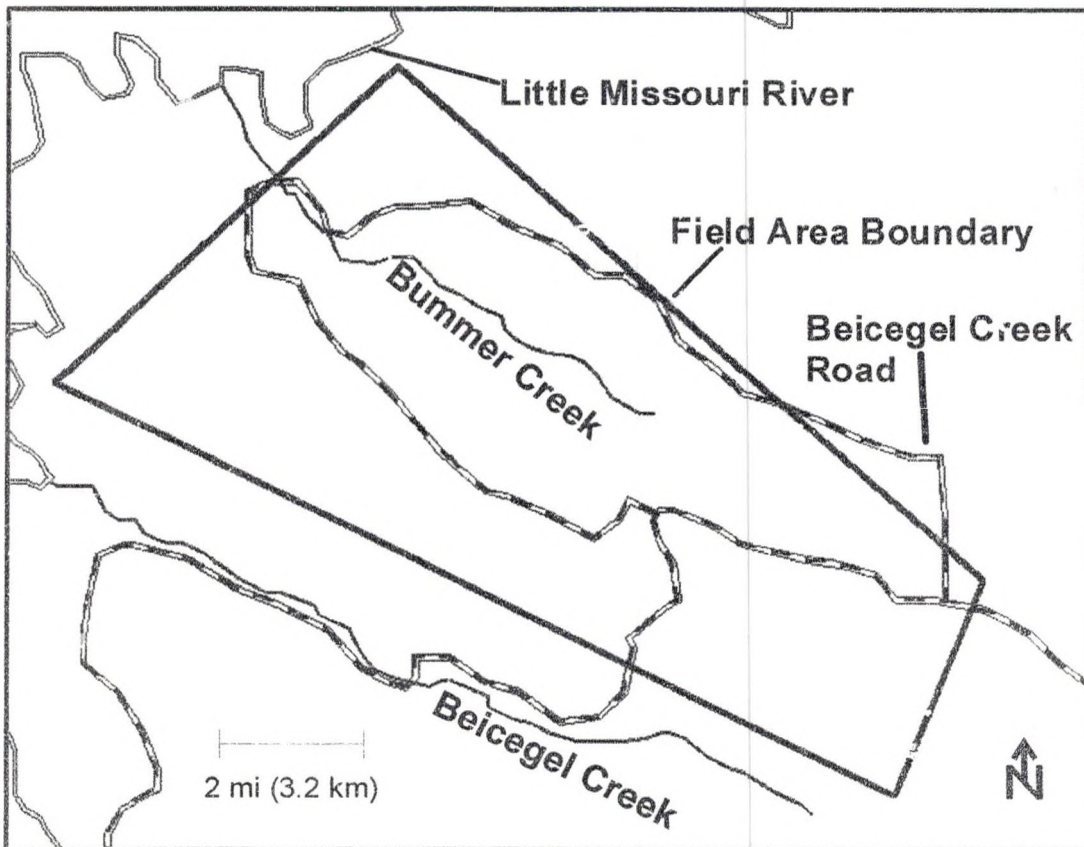 Little Missouri River
Field Area Boundary
Beicegel Creek
Road
Bummer Creek
Beicegel Creek
2 mi (3.2 km)
N